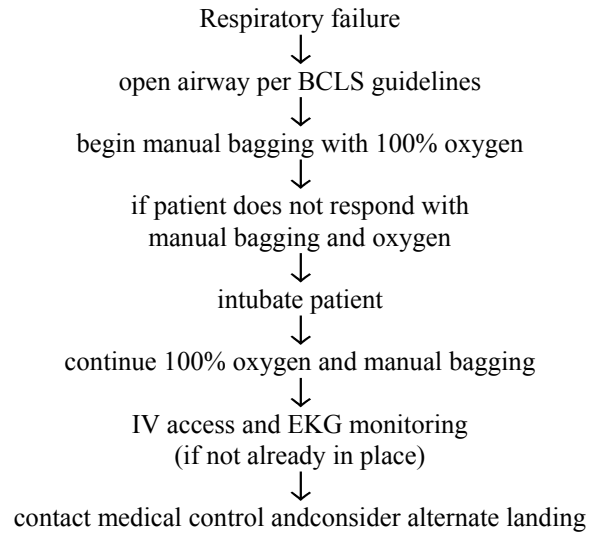 Respiratory failure
open airway per BCLS guidelines
begin manual bagging with 100% oxygen
if patient does not respond with
manual bagging and oxygen
intubate patient
continue 100% oxygen and manual bagging
IV access and EKG monitoring
(if not already in place)
contact medical control andconsider alternate landing